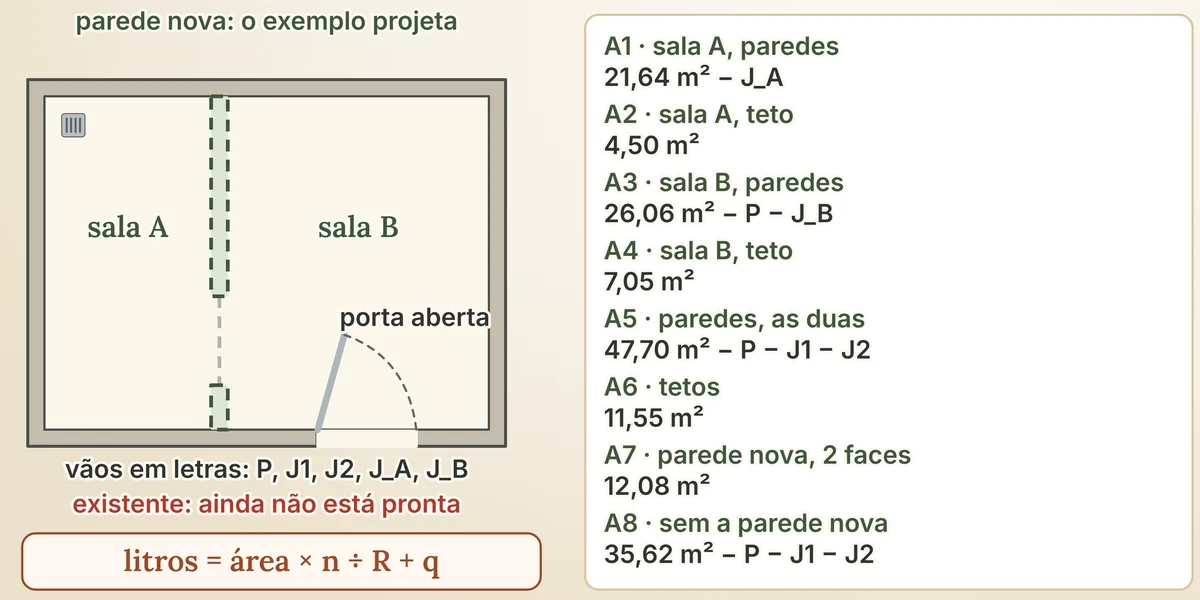 parede nova: o exemplo projeta
sala A
sala B
porta aberta
vãos em letras: P, J1, J2, J_A, J_B
existente: ainda não está pronta
litros = área × n ÷ R + q
A1 · sala A, paredes
21,64 m² − J_A
A2 · sala A, teto
4,50 m²
A3 · sala B, paredes
26,06 m² − P − J_B
A4 · sala B, teto
7,05 m²
A5 · paredes, as duas
47,70 m² − P − J1 − J2
A6 · tetos
11,55 m²
A7 · parede nova, 2 faces
12,08 m²
A8 · sem a parede nova
35,62 m² − P − J1 − J2